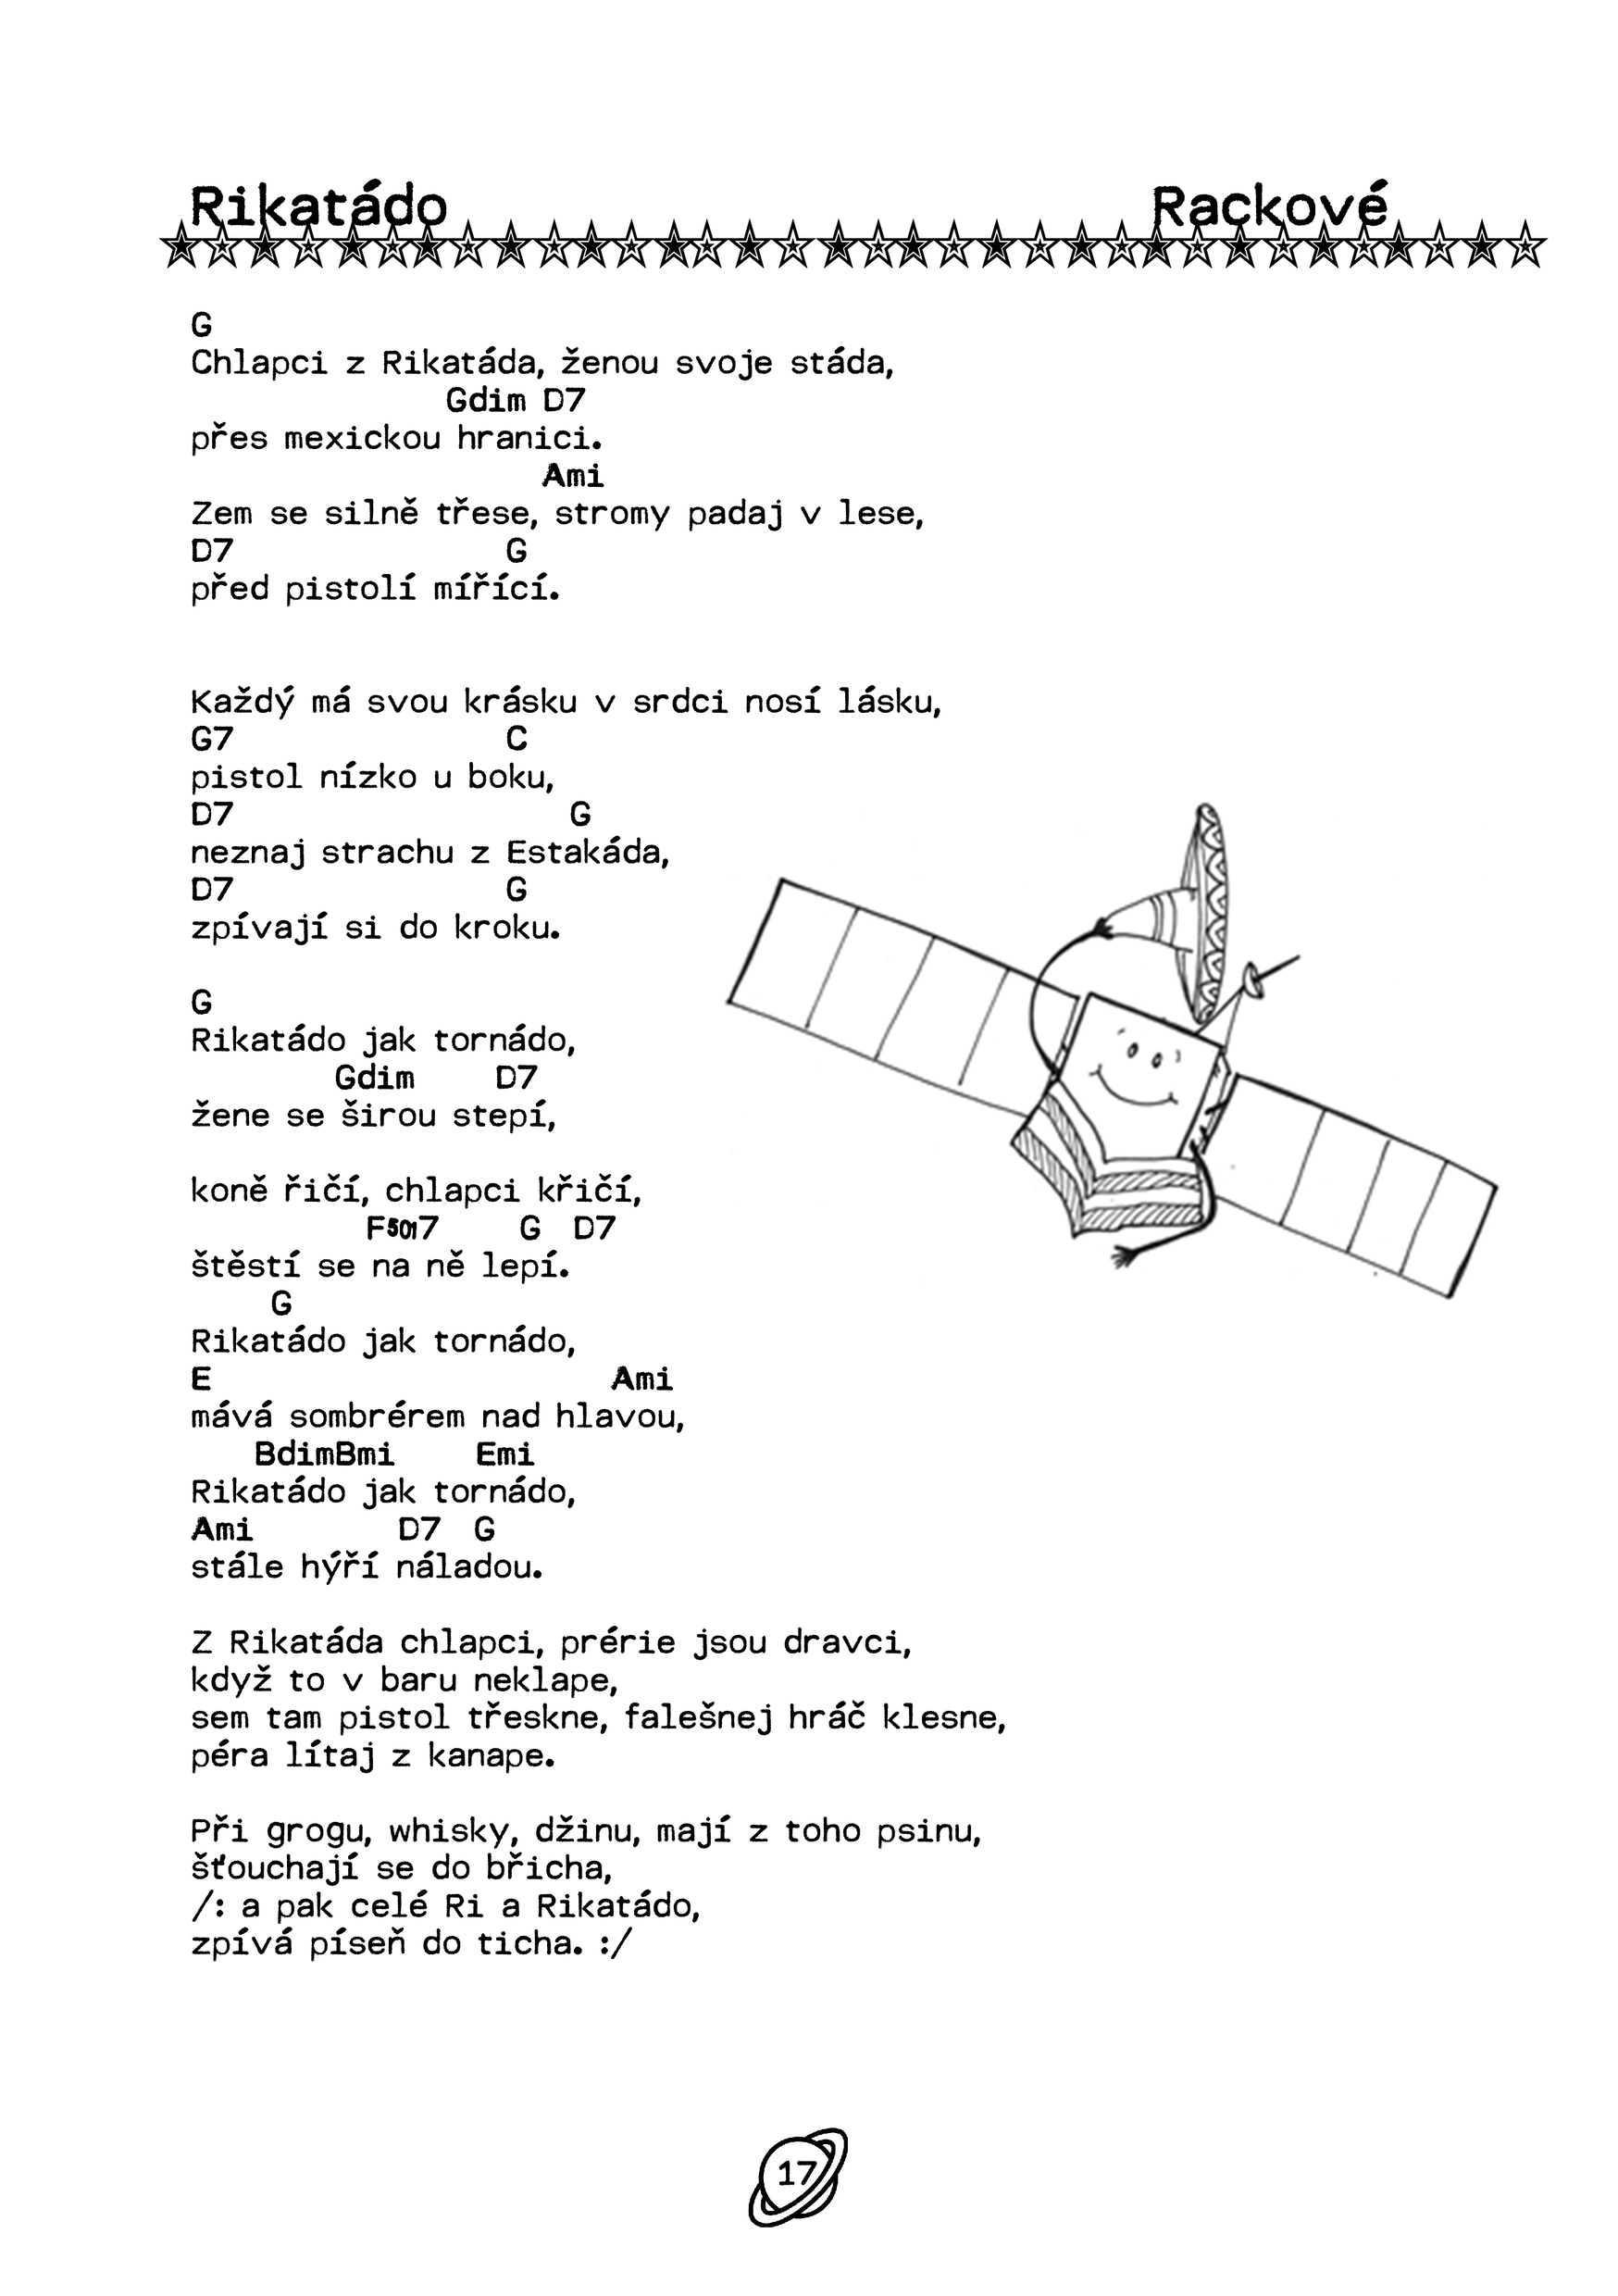 Rikatádo Rackové
G
Chlapci z Rikatáda, ženou svoje stáda,
Gdim D7
přes mexickou hranici.
Ami
Zem se silně třese, stromy padaj v lese,
D7 G
před pistolí mířící.
Každý má svou krásku v srdci nosí lásku,
G7 C
pistol nízko u boku,
D7 G
neznaj strachu z Estakáda,
D7 G
zpívají si do kroku.
G
Rikatádo jak tornádo,
Gdim D7
žene se širou stepí,
koně řičí, chlapci křičí,
F5017 G D7
štěstí se na ně lepí.
G
Rikatádo jak tornádo,
E Ami
mává sombrérem nad hlavou,
BdimBmi Emi
Rikatádo jak tornádo,
Ami D7 G
stále hýří náladou.
Z Rikatáda chlapci, prérie jsou dravci,
když to v baru neklape,
sem tam pistol třeskne, falešnej hráč klesne,
péra lítaj z kanape.
Při grogu, whisky, džinu, mají z toho psinu,
šťouchají se do břicha,
/: a pak celé Ri a Rikatádo,
zpívá píseň do ticha. :/
17